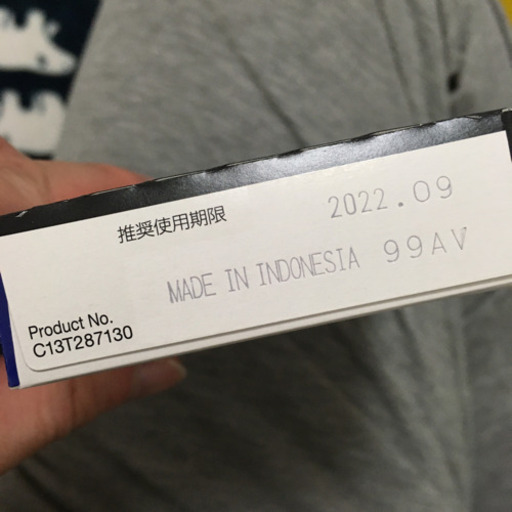 推奨使用期限 2022.09
MADE IN INDONESIA 99AV
Product No.
C13T287130